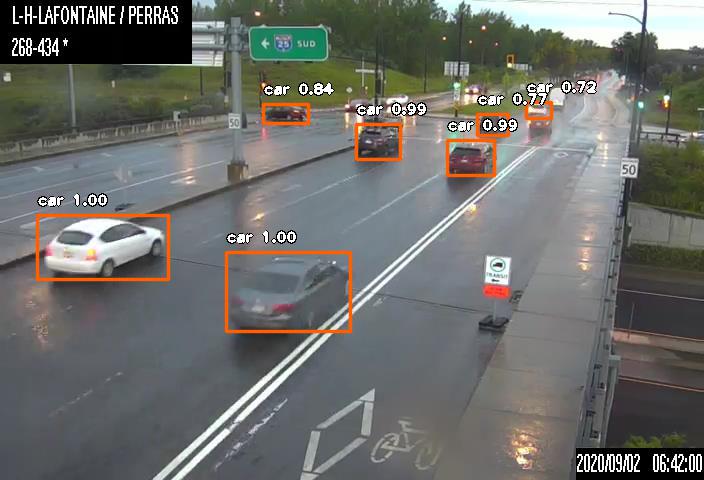 L-H-LAFONTAINE / PERRAS
268-434 *
25 SUD
car 0.84
car 0.72
car 0.77
car 0.99
car 0.99
50
50
car 1.00
car 1.00
TRANSIT
2020/09/02 06:42:00